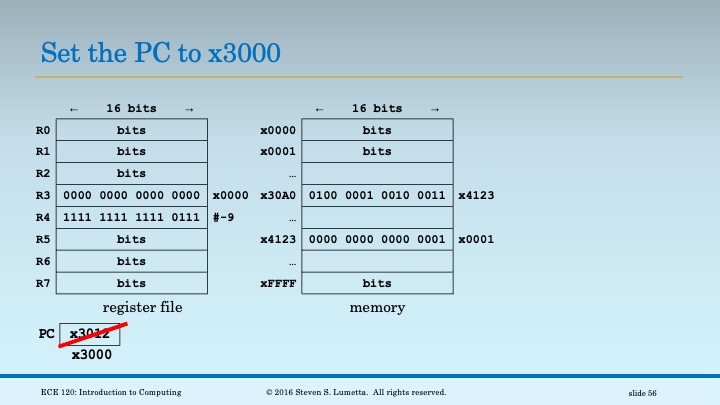 Set the PC to x3000
← 16 bits → ← 16 bits →
R0 bits x0000 bits
R1 bits x0001 bits
R2 bits …
R3 0000 0000 0000 0000 x0000 x30A0 0100 0001 0010 0011 x4123
R4 1111 1111 1111 0111 #-9 …
R5 bits x4123 0000 0000 0000 0001 x0001
R6 bits …
R7 bits xFFFF bits
register file memory
PC x3012
x3000
ECE 120: Introduction to Computing © 2016 Steven S. Lumetta. All rights reserved. slide 56